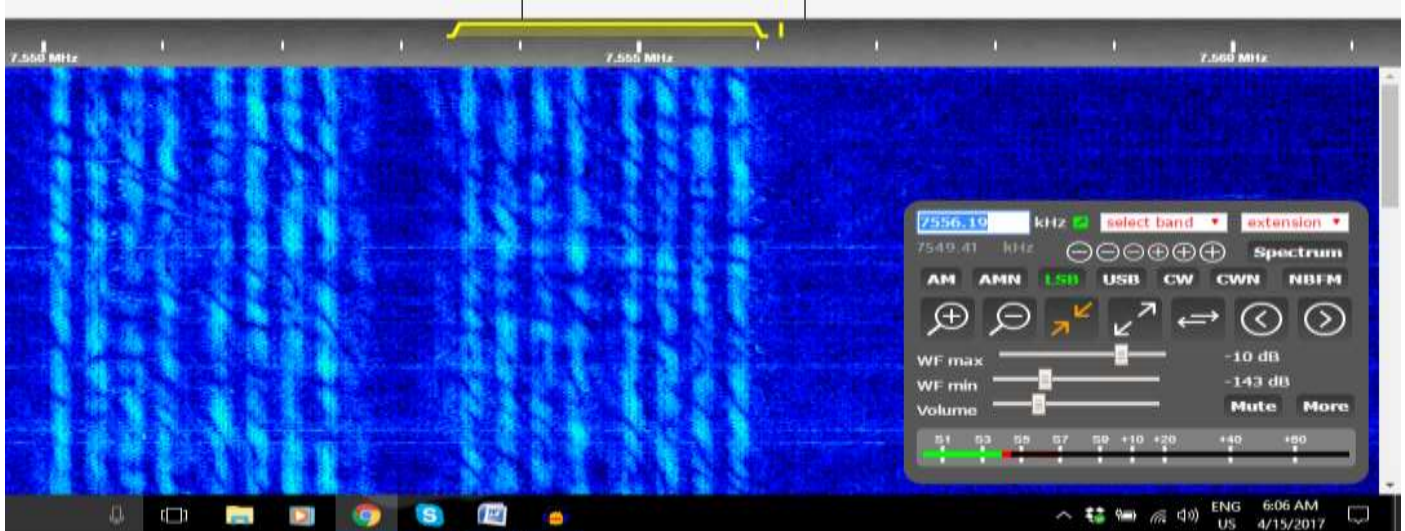 7.550 MHz 7.555 MHz 7.560 MHz
7556.19 kHz select band extension
7549.41 kHz Spectrum
AM AMN LSB USB CW CWN NBFM
WF max -10 dB
WF min -143 dB
Volume Mute More
S1 S3 S5 S7 S9 +10 +20 +40 +60
ENG 6:06 AM
US 4/15/2017